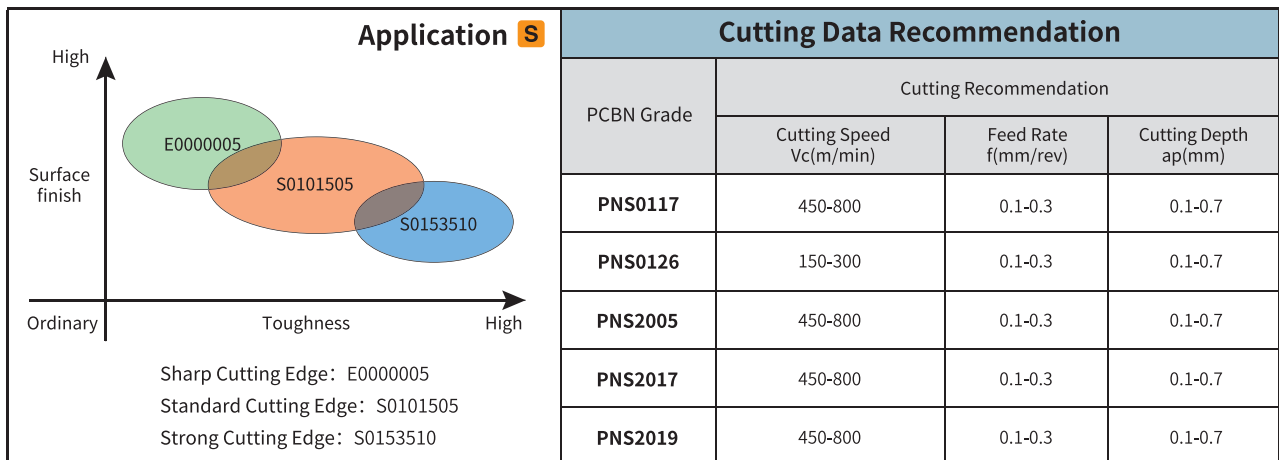 Application S
High
E0000005
S0101505
S0153510
Surface
finish
Ordinary
Toughness
High
Sharp Cutting Edge: E0000005
Standard Cutting Edge: S0101505
Strong Cutting Edge: S0153510
Cutting Data Recommendation
PCBN Grade
Cutting Recommendation
Cutting Speed
Vc(m/min)
Feed Rate
f(mm/rev)
Cutting Depth
ap(mm)
PNS0117 450-800 0.1-0.3 0.1-0.7
PNS0126 150-300 0.1-0.3 0.1-0.7
PNS2005 450-800 0.1-0.3 0.1-0.7
PNS2017 450-800 0.1-0.3 0.1-0.7
PNS2019 450-800 0.1-0.3 0.1-0.7